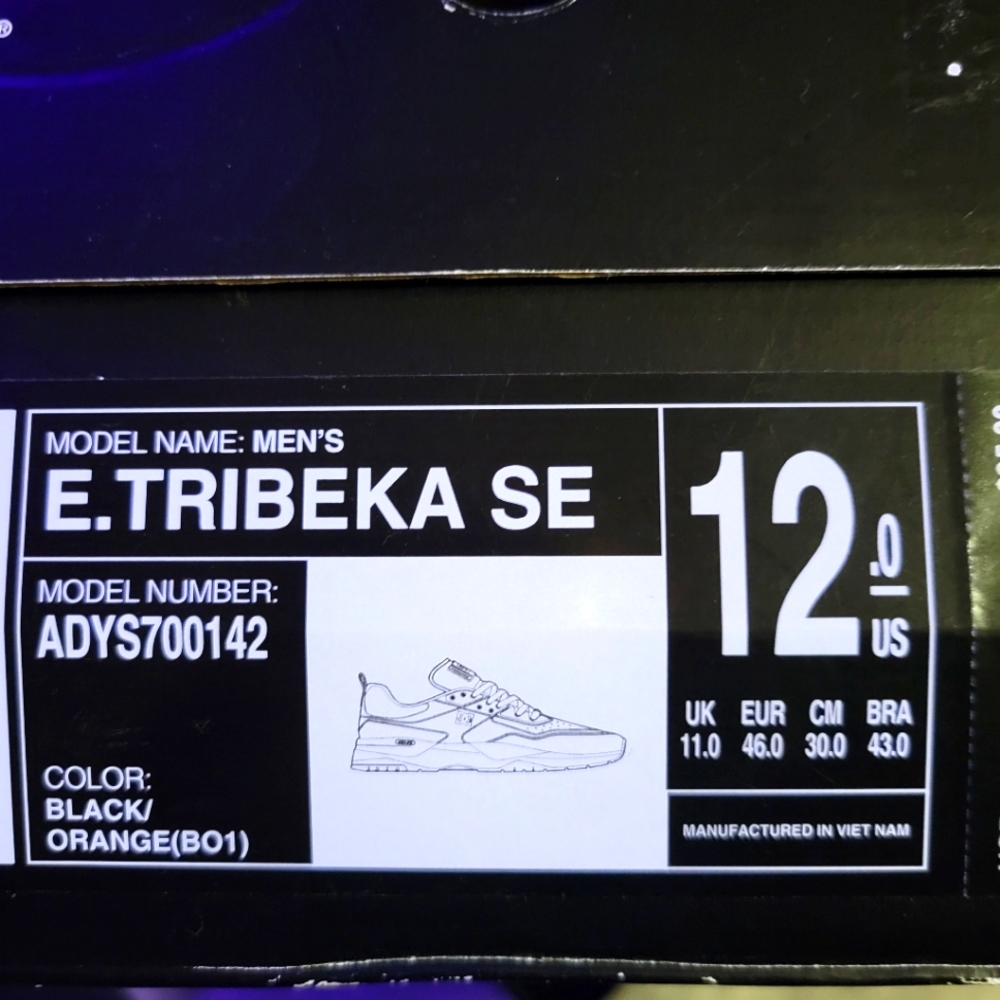 ®
MODEL NAME: MEN'S
E.TRIBEKA SE
MODEL NUMBER:
ADYS700142
COLOR:
BLACK/
ORANGE(BO1)
12.0
US
UK EUR CM BRA
11.0 46.0 30.0 43.0
MANUFACTURED IN VIET NAM